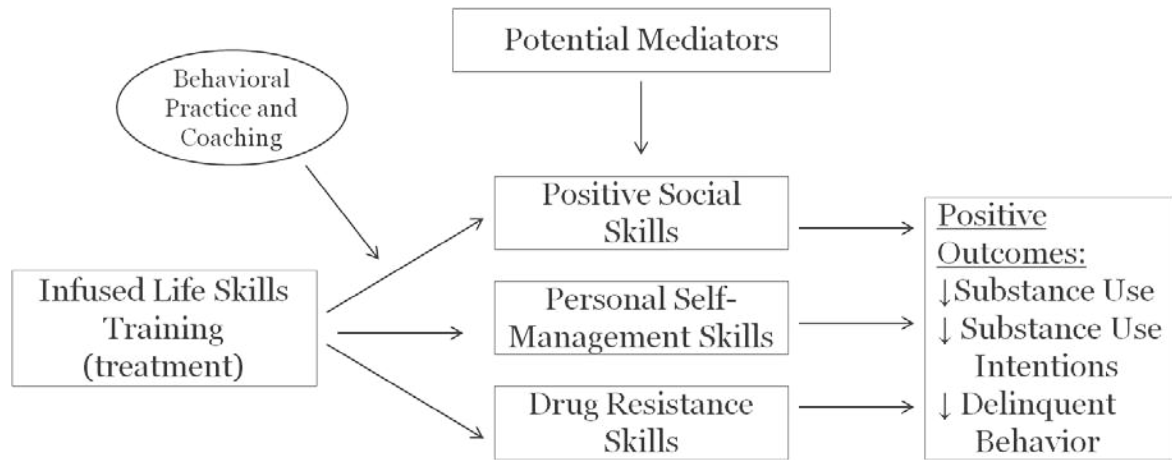 Potential Mediators
Behavioral
Practice and
Coaching
Positive Social
Skills
Infused Life Skills
Training
(treatment)
Personal Self-
Management Skills
Drug Resistance
Skills
Positive
Outcomes:
↓Substance Use
↓ Substance Use
Intentions
↓ Delinquent
Behavior